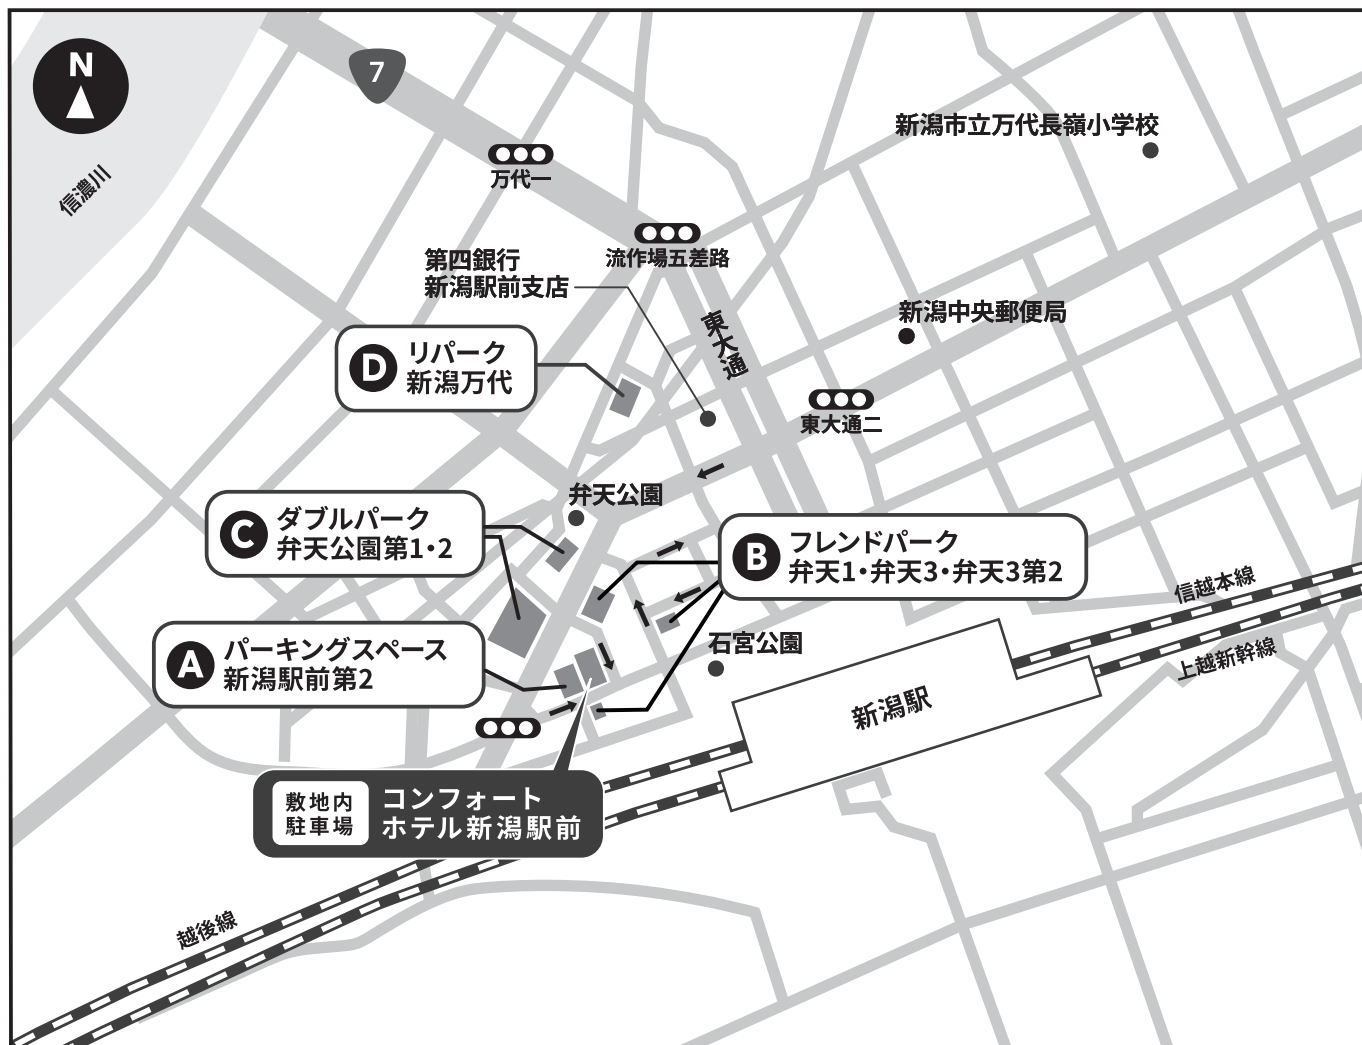 N
7
信濃川
万代一
流作場五差路
新潟市立万代長嶺小学校
第四銀行
新潟駅前支店
東大通
新潟中央郵便局
東大通二
D
リパーク
新潟万代
弁天公園
C
ダブルパーク
弁天公園第1・2
B
フレンドパーク
弁天1・弁天3・弁天3第2
A
パーキングスペース
新潟駅前第2
石宮公園
信越本線
上越新幹線
新潟駅
敷地内
駐車場
コンフォート
ホテル新潟駅前
越後線